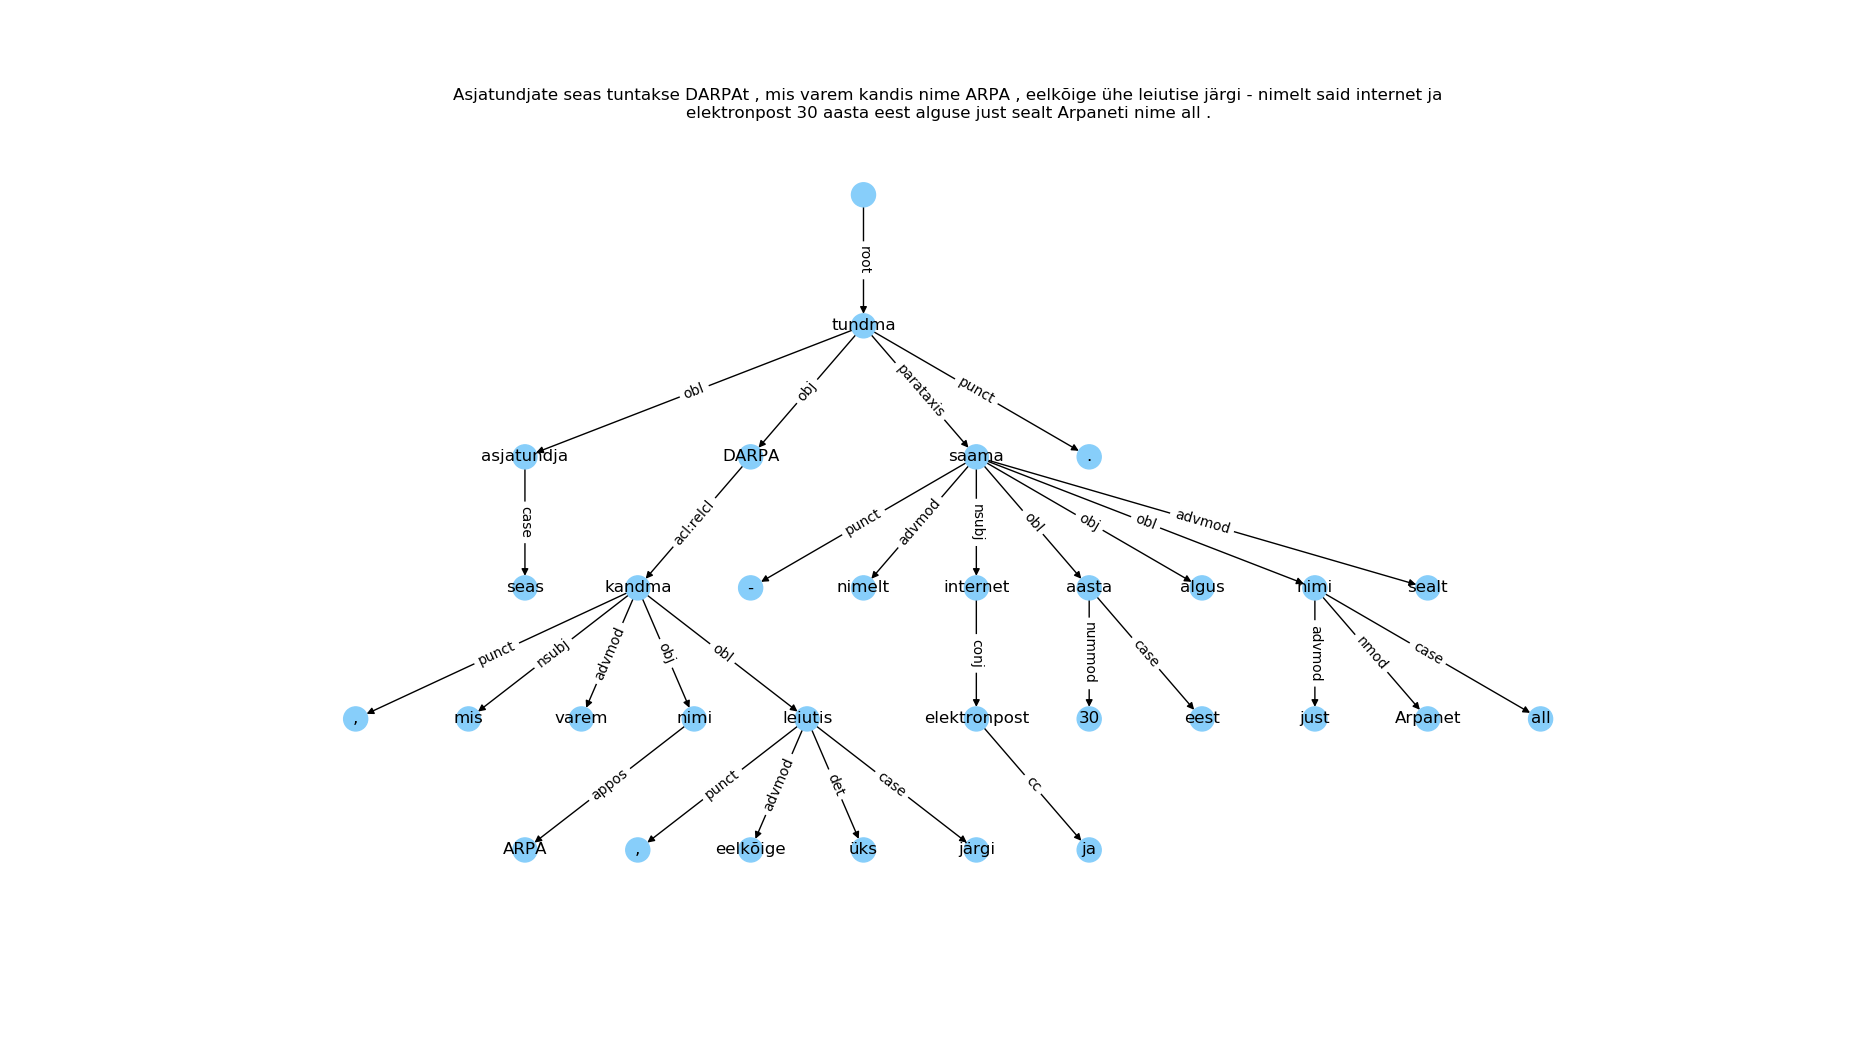 Asjatundjate seas tuntakse DARPAt , mis varem kandis nime ARPA , eelkõige ühe leiutise järgi - nimelt said internet ja
elektronpost 30 aasta eest alguse just sealt Arpaneti nime all .
root
tundma
obl obj parataxis punct
asjatundja DARPA saama .
case acl:relcl punct advmod nsubj obl obj obl advmod
seas kandma - nimelt internet aasta algus nimi sealt
punct nsubj advmod obj obl conj nummod case advmod nmod case
, mis varem nimi leiutis elektronpost 30 eest just Arpanet all
appos punct advmod det case cc
ARPA , eelkõige üks järgi ja